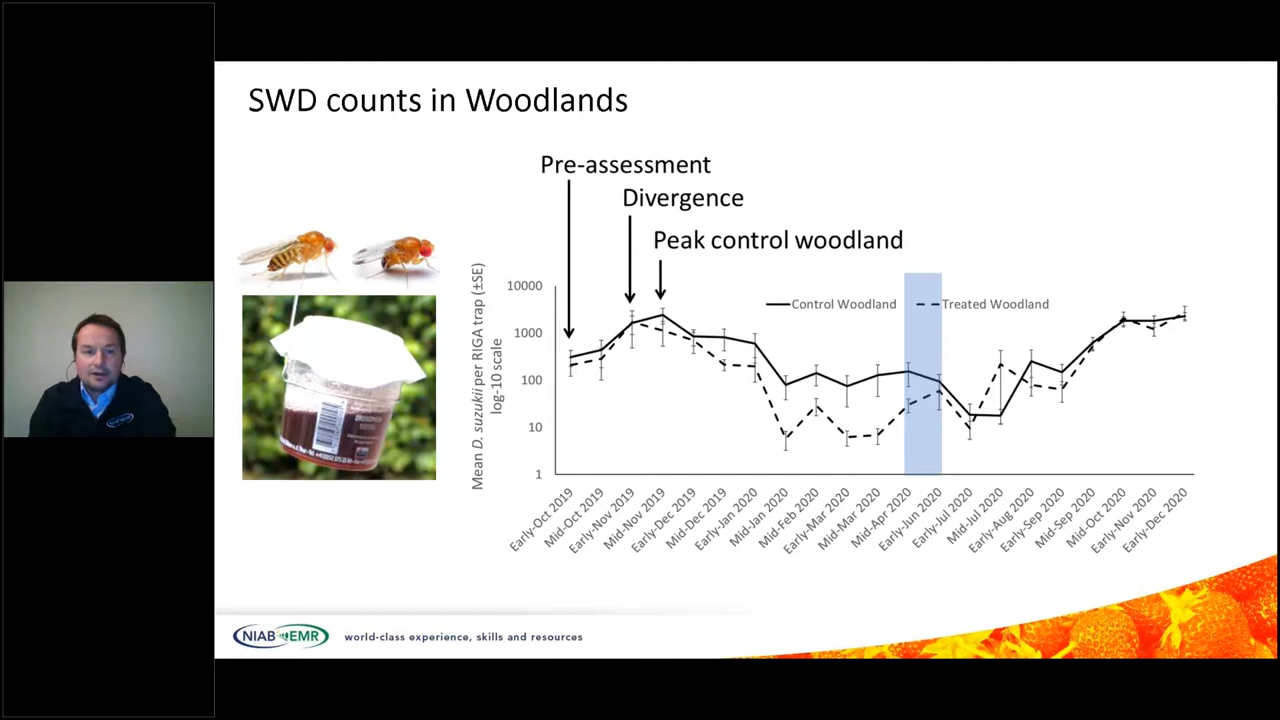 SWD counts in Woodlands
Pre-assessment
Divergence
Peak control woodland
Mean D. suzukii per RIGA trap (±SE)
log-10 scale
10000
1000
100
10
1
Control Woodland
Treated Woodland
Early-Oct 2019
Mid-Oct 2019
Early-Nov 2019
Mid-Nov 2019
Early-Dec 2019
Mid-Dec 2019
Early-Jan 2020
Mid-Jan 2020
Mid-Feb 2020
Early-Mar 2020
Mid-Mar 2020
Mid-Apr 2020
Early-Jun 2020
Early-Jul 2020
Mid-Jul 2020
Early-Aug 2020
Early-Sep 2020
Mid-Sep 2020
Mid-Oct 2020
Early-Nov 2020
Early-Dec 2020
NIAB EMR
world-class experience, skills and resources